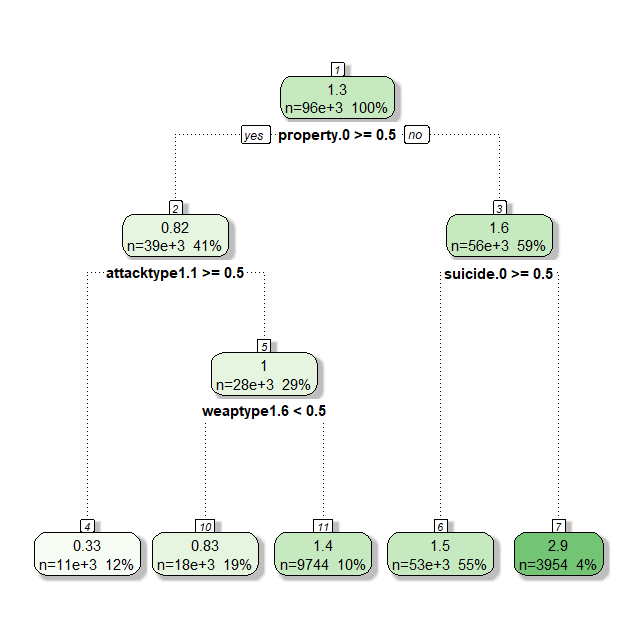 1
1.3
n=96e+3 100%
yes property.0 >= 0.5 no
2
0.82
n=39e+3 41%
3
1.6
n=56e+3 59%
attacktype1.1 >= 0.5
suicide.0 >= 0.5
5
1
n=28e+3 29%
weaptype1.6 < 0.5
4
0.33
n=11e+3 12%
10
0.83
n=18e+3 19%
11
1.4
n=9744 10%
6
1.5
n=53e+3 55%
7
2.9
n=3954 4%